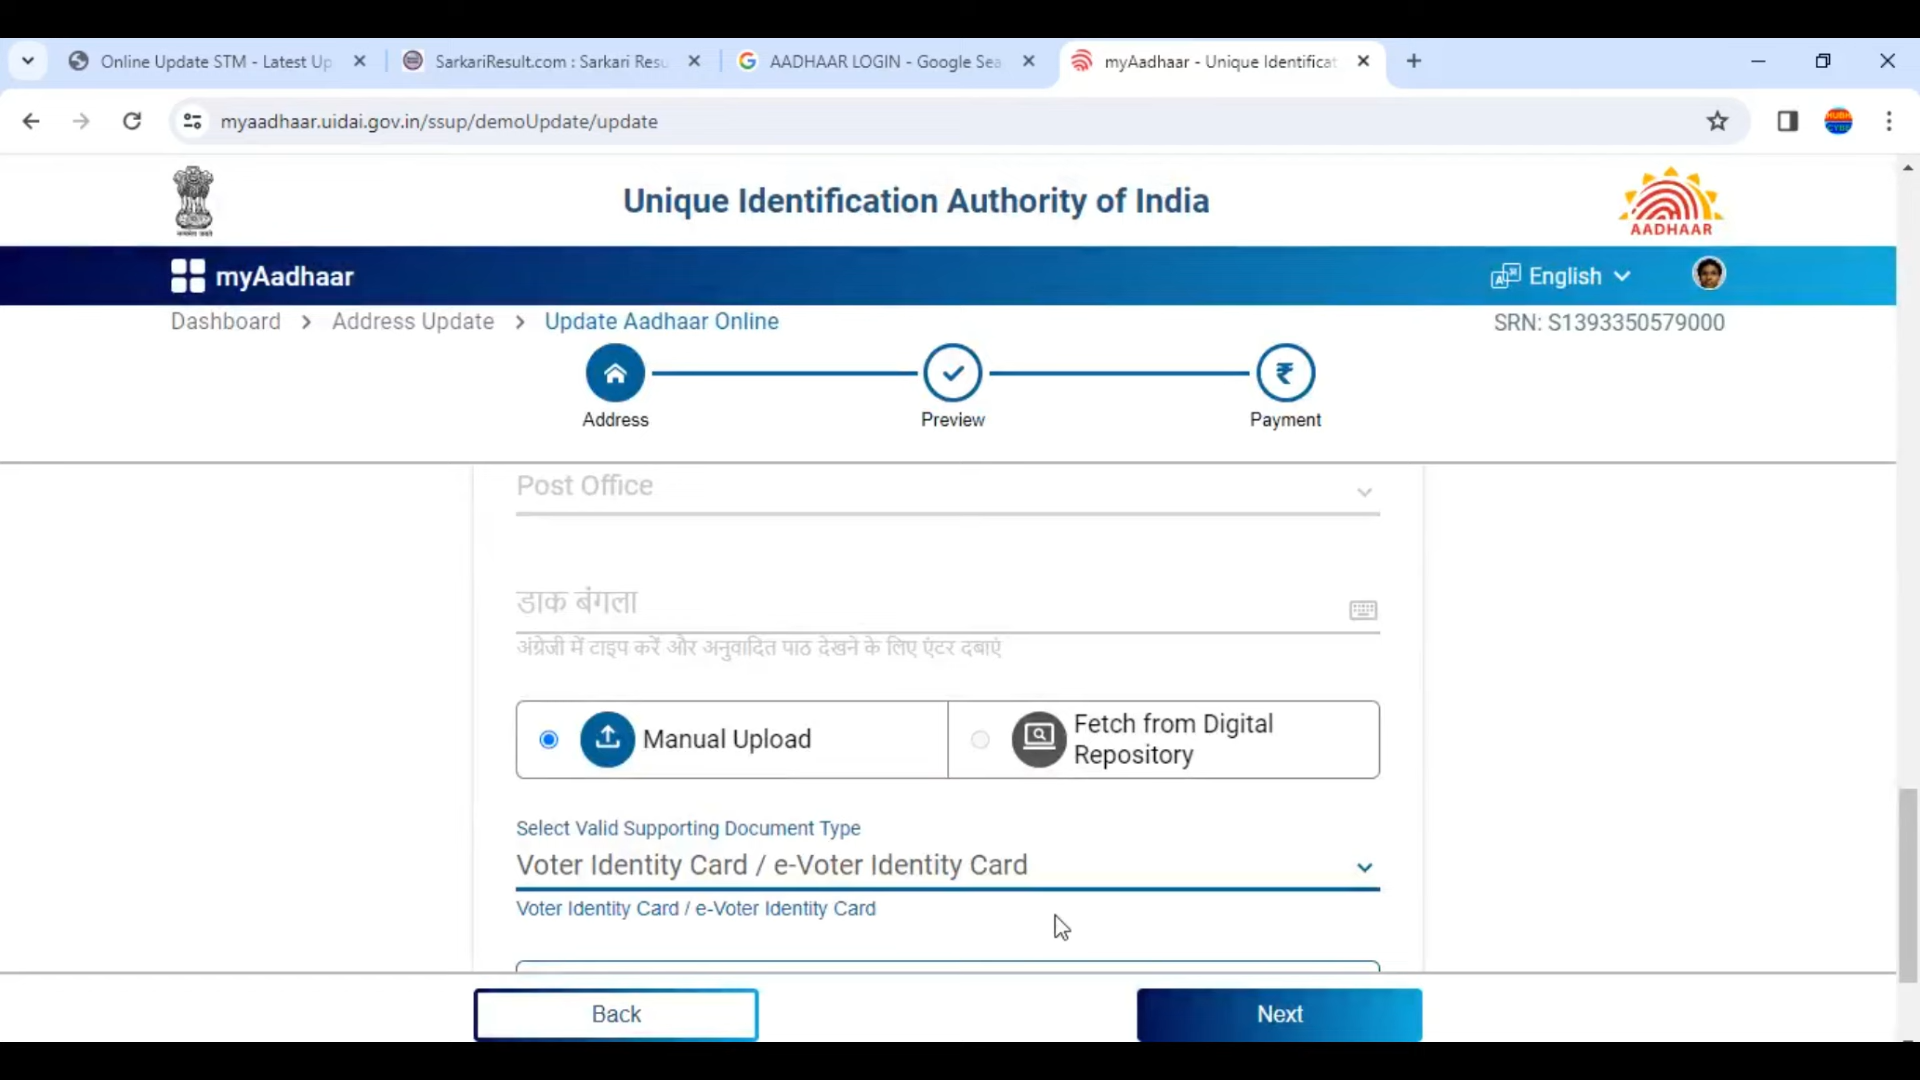 Online Update STM - Latest Up
SarkariResult.com : Sarkari Resu
AADHAAR LOGIN - Google Sea
myAadhaar - Unique Identificat
myaadhaar.uidai.gov.in/ssup/demoUpdate/update
Unique Identification Authority of India
AADHAAR
myAadhaar
English
Dashboard > Address Update > Update Aadhaar Online
SRN: S1393350579000
Address
Preview
Payment
Post Office
डाक बंगला
अंग्रेजी में टाइप करें और अनुवादित पाठ देखने के लिए एंटर दबाएं
Manual Upload
Fetch from Digital
Repository
Select Valid Supporting Document Type
Voter Identity Card / e-Voter Identity Card
Voter Identity Card / e-Voter Identity Card
Back
Next